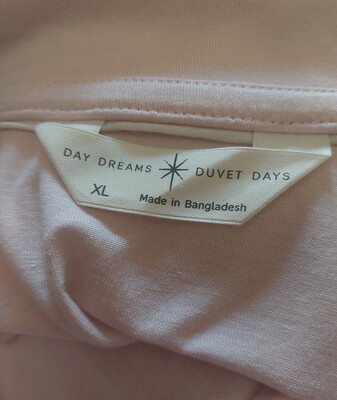 DAY DREAMS DUVET DAYS
XL Made in Bangladesh